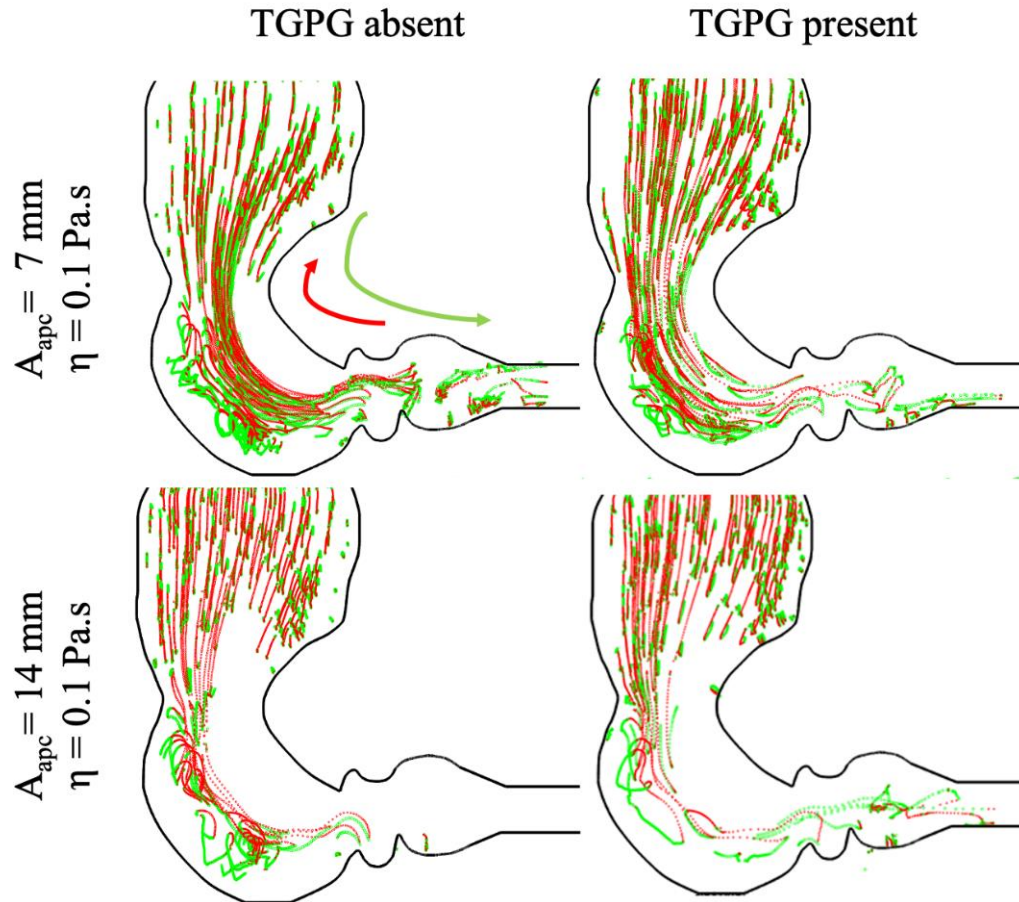 TGPG absent
TGPG present
A_apc = 7 mm
η = 0.1 Pa.s
A_apc = 14 mm
η = 0.1 Pa.s